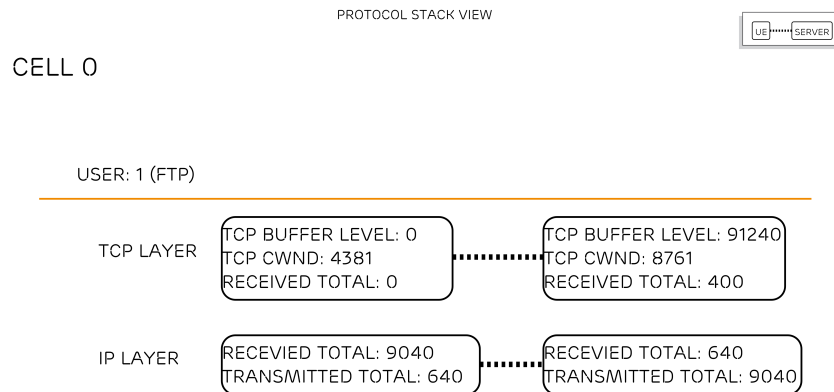 PROTOCOL STACK VIEW
UE SERVER
CELL 0
USER: 1 (FTP)
TCP LAYER
TCP BUFFER LEVEL: 0
TCP CWND: 4381
RECEIVED TOTAL: 0
TCP BUFFER LEVEL: 91240
TCP CWND: 8761
RECEIVED TOTAL: 400
IP LAYER
RECEVIED TOTAL: 9040
TRANSMITTED TOTAL: 640
RECEVIED TOTAL: 640
TRANSMITTED TOTAL: 9040